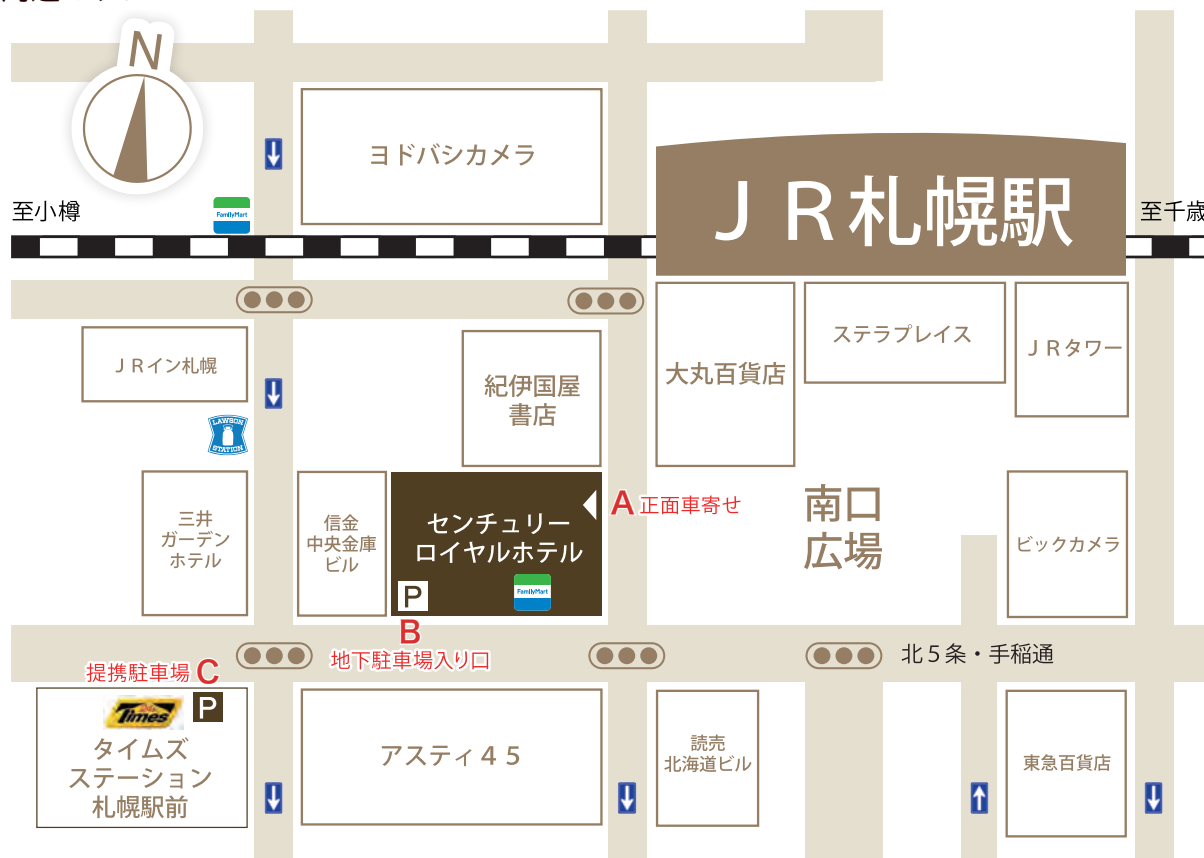 N
ヨドバシカメラ
ＪＲ札幌駅
至小樽
FamilyMart
至千歳
ＪＲイン札幌
紀伊国屋
書店
大丸百貨店
ステラプレイス
ＪＲタワー
LAWSON
STATION
三井
ガーデン
ホテル
信金
中央金庫
ビル
センチュリー
ロイヤルホテル
P
FamilyMart
A 正面車寄せ
南口
広場
ビックカメラ
B
地下駐車場入り口
北５条・手稲通
提携駐車場 C
Times
P
タイムズ
ステーション
札幌駅前
アスティ４５
読売
北海道ビル
東急百貨店